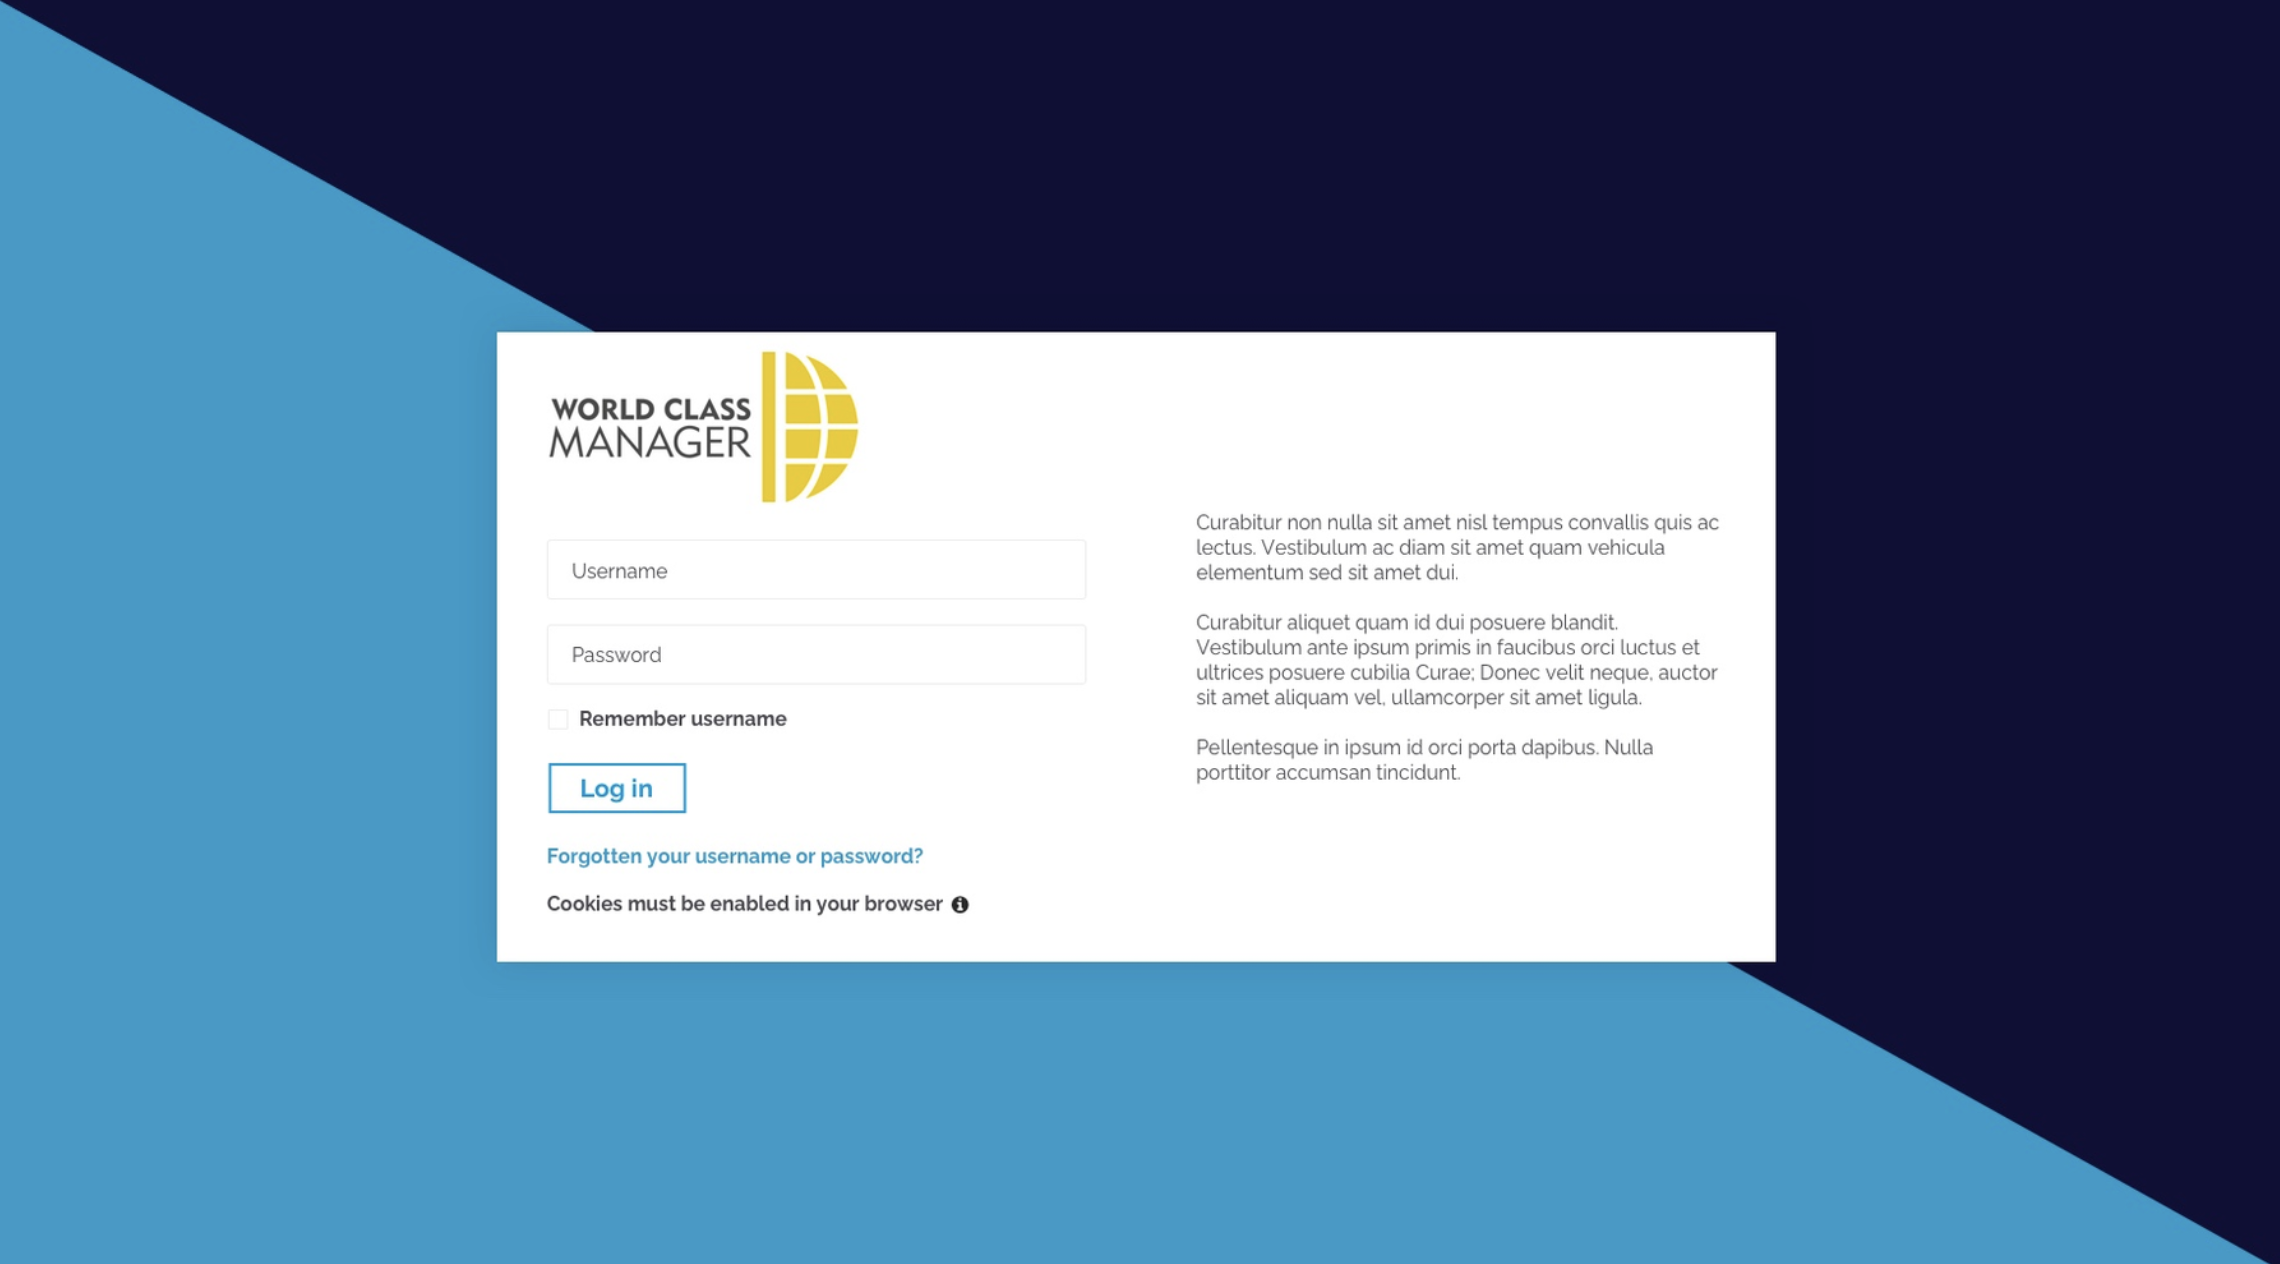 WORLD CLASS
MANAGER
Username
Password
Remember username
Log in
Forgotten your username or password?
Cookies must be enabled in your browser
Curabitur non nulla sit amet nisl tempus convallis quis ac
lectus. Vestibulum ac diam sit amet quam vehicula
elementum sed sit amet dui.
Curabitur aliquet quam id dui posuere blandit.
Vestibulum ante ipsum primis in faucibus orci luctus et
ultrices posuere cubilia Curae; Donec velit neque, auctor
sit amet aliquam vel, ullamcorper sit amet ligula.
Pellentesque in ipsum id orci porta dapibus. Nulla
porttitor accumsan tincidunt.